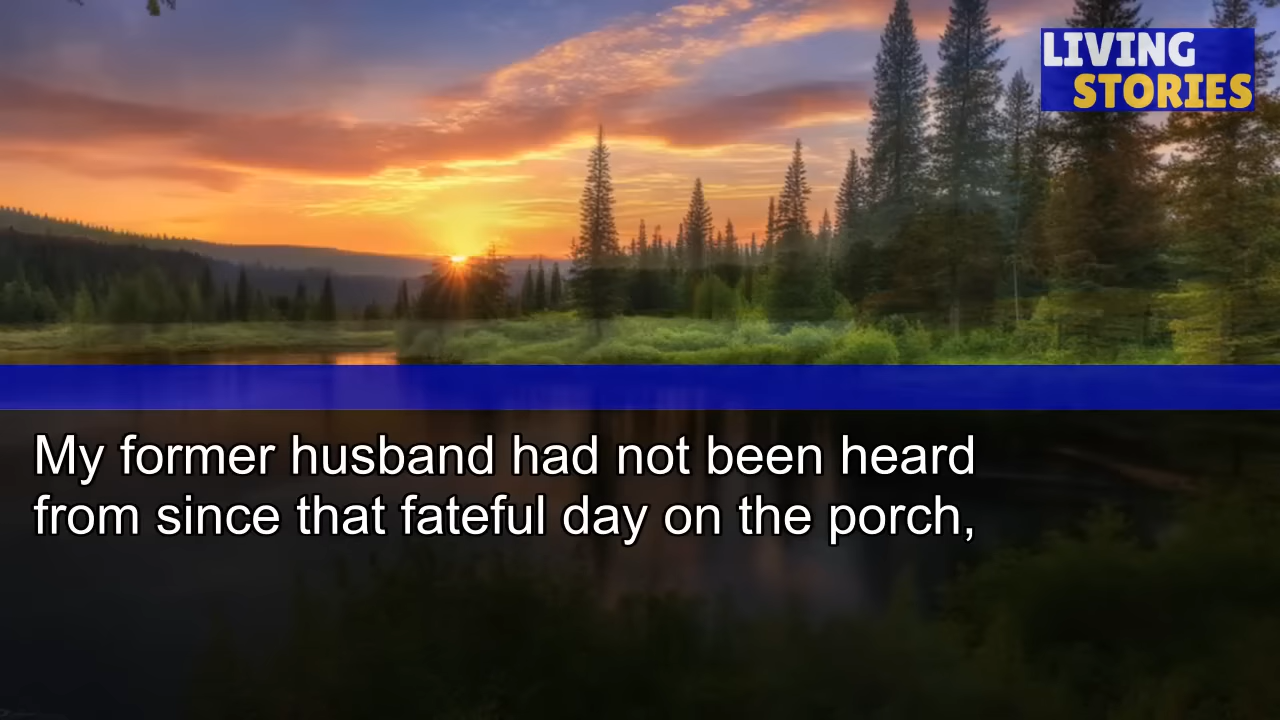 LIVING
STORIES
My former husband had not been heard
from since that fateful day on the porch,